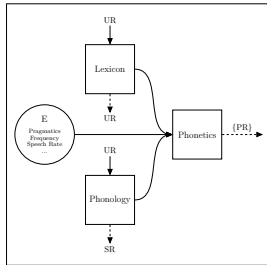 UR
Lexicon
UR
E
Pragmatics
Frequency
Speech Rate
...
Phonetics
{PR}
UR
Phonology
SR